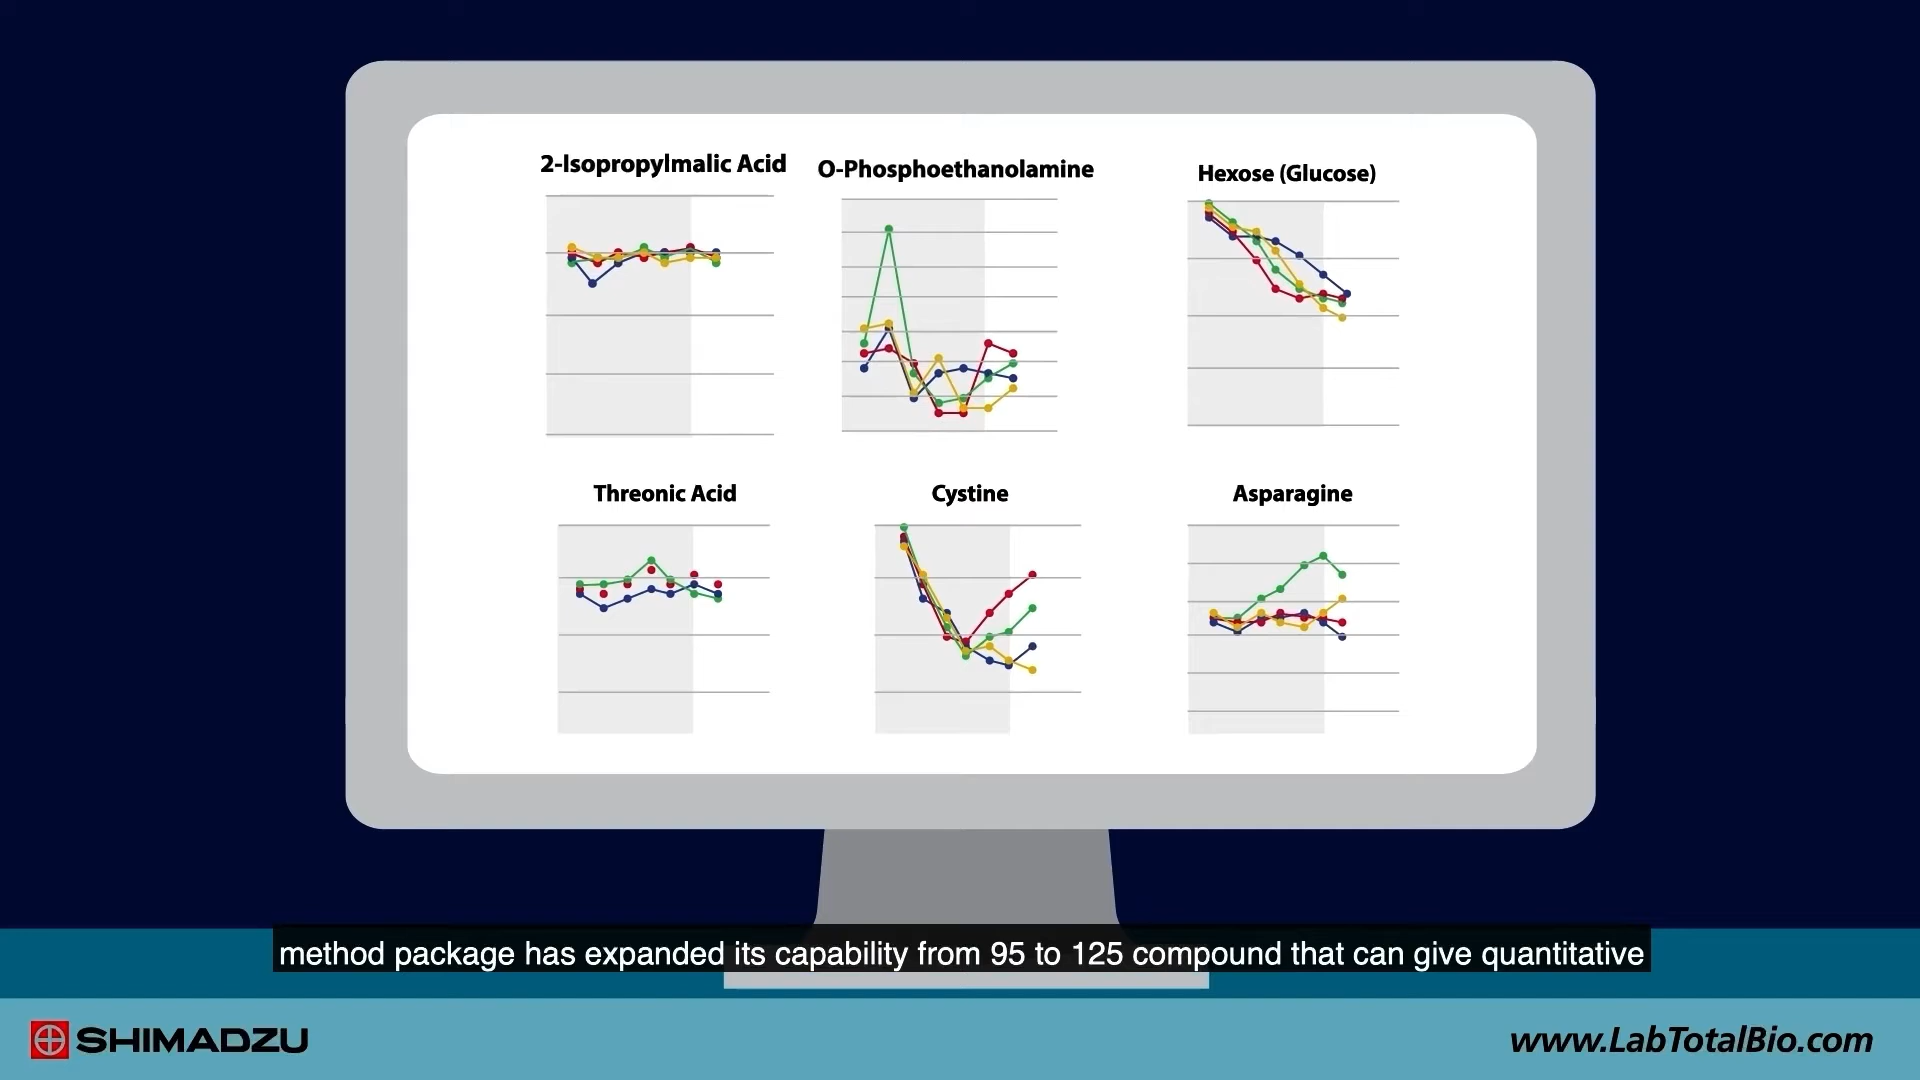 2-Isopropylmalic Acid
O-Phosphoethanolamine
Hexose (Glucose)
Threonic Acid
Cystine
Asparagine
method package has expanded its capability from 95 to 125 compound that can give quantitative
SHIMADZU
www.LabTotalBio.com